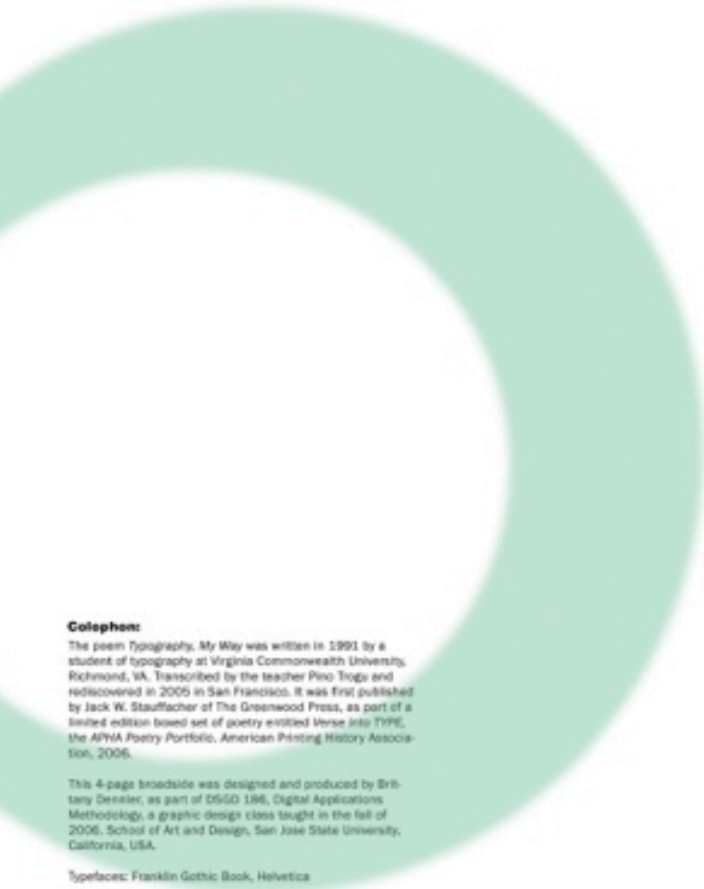 Colophon:
The poem Typography, My Way was written in 1991 by a
student of typography at Virginia Commonwealth University,
Richmond, VA. Transcribed by the teacher Pino Trogu and
rediscovered in 2005 in San Francisco. It was first published
by Jack W. Stauffacher of The Greenwood Press, as part of a
limited edition boxed set of poetry entitled Verse into TYPE,
the APHA Poetry Portfolio. American Printing History Associa-
tion, 2006.
This 4-page broadside was designed and produced by Brit-
tany Dennler, as part of DSGD 186, Digital Applications
Methodology, a graphic design class taught in the fall of
2006. School of Art and Design, San Jose State University,
California, USA.
Typefaces: Franklin Gothic Book, Helvetica